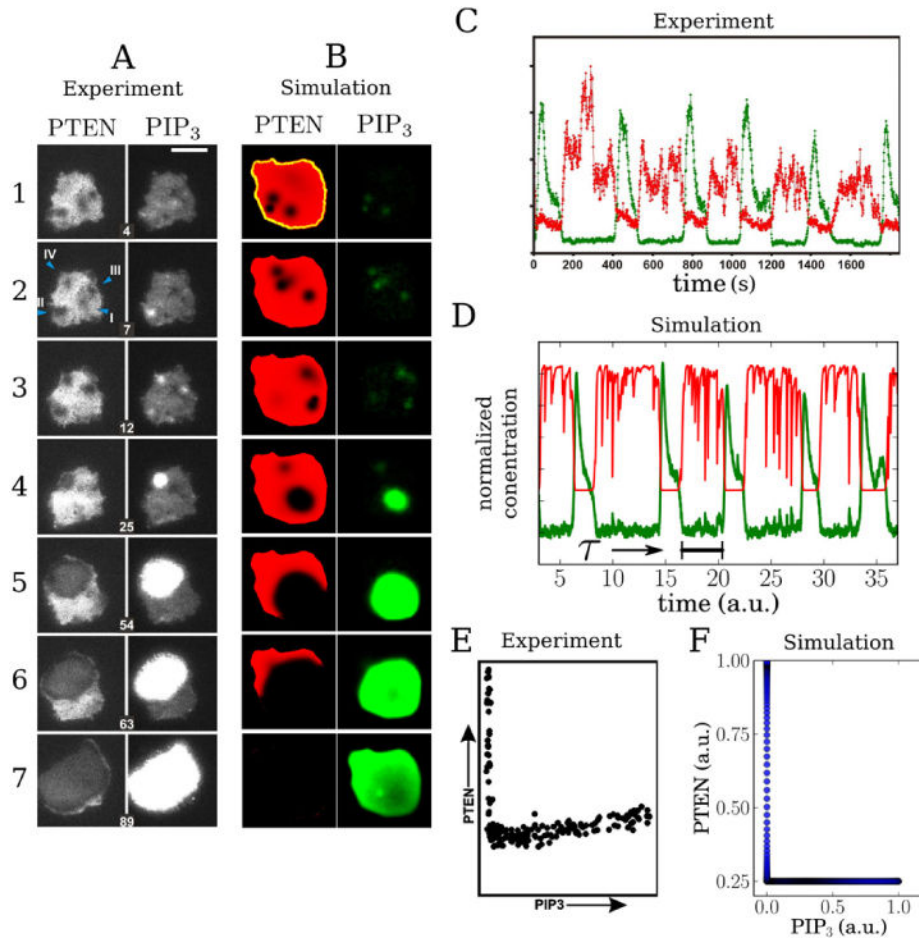 A
Experiment
PTEN PIP₃
B
Simulation
PTEN PIP₃
1
4
2
IV
III
II
I
7
3
12
4
25
5
54
6
63
7
89
C
Experiment
0 200 400 600 800 1000 1200 1400 1600
time (s)
D
Simulation
normalized
conentration
τ
5 10 15 20 25 30 35
time (a.u.)
E
Experiment
PTEN
PIP3
F
Simulation
PTEN (a.u.)
1.00
0.75
0.50
0.25
0.0 0.5 1.0
PIP₃ (a.u.)